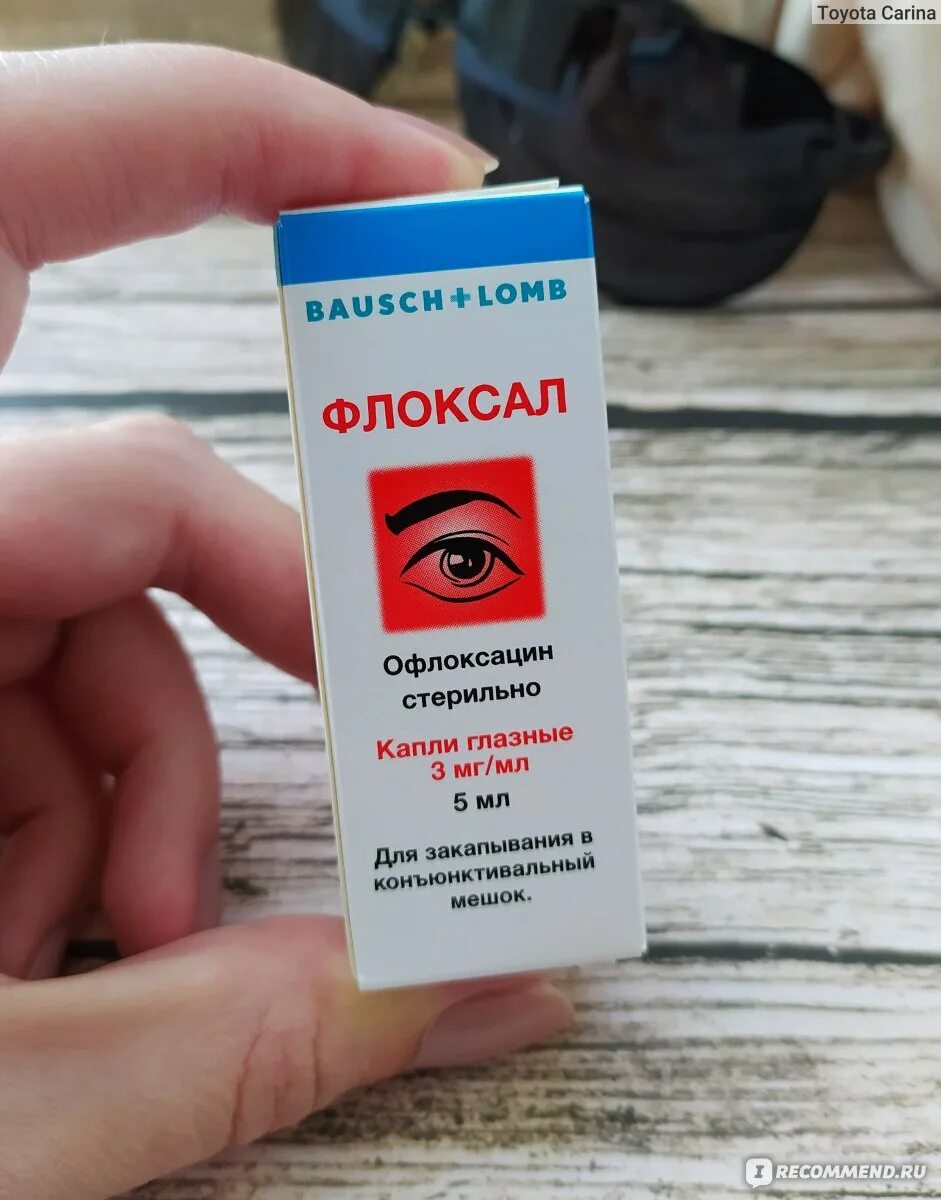 Toyota Carina
BAUSCH + LOMB
ФЛОКСАЛ
Офлоксацин
стерильно
Капли глазные
3 мг/мл
5 мл
Для закапывания в
конъюнктивальный
мешок.
IRECOMMEND.RU